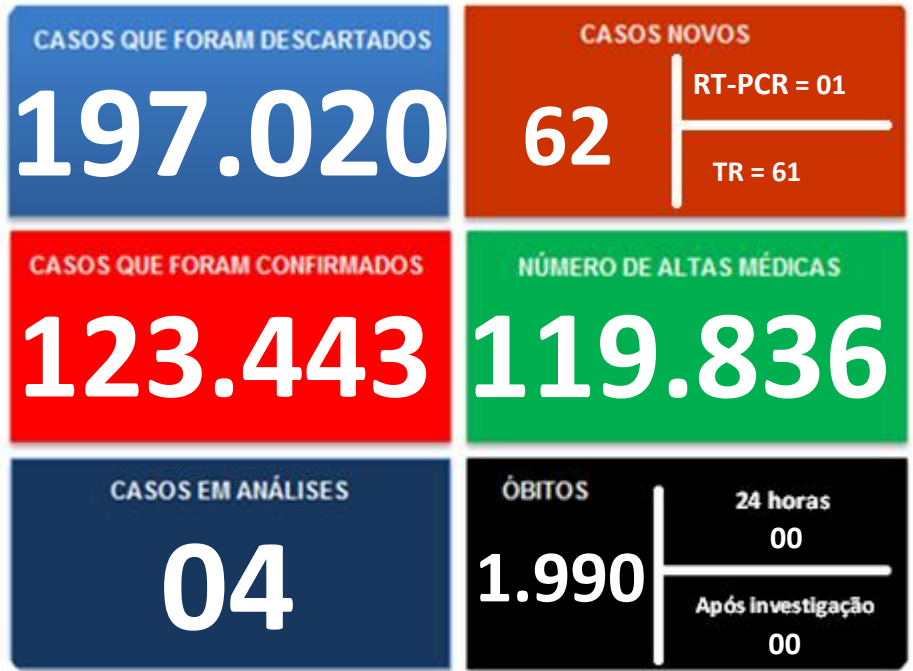 CASOS QUE FORAM DESCARTADOS
197.020
CASOS NOVOS
62
RT-PCR = 01
TR = 61
CASOS QUE FORAM CONFIRMADOS
123.443
NÚMERO DE ALTAS MÉDICAS
119.836
CASOS EM ANÁLISES
04
ÓBITOS
1.990
24 horas
00
Após investigação
00